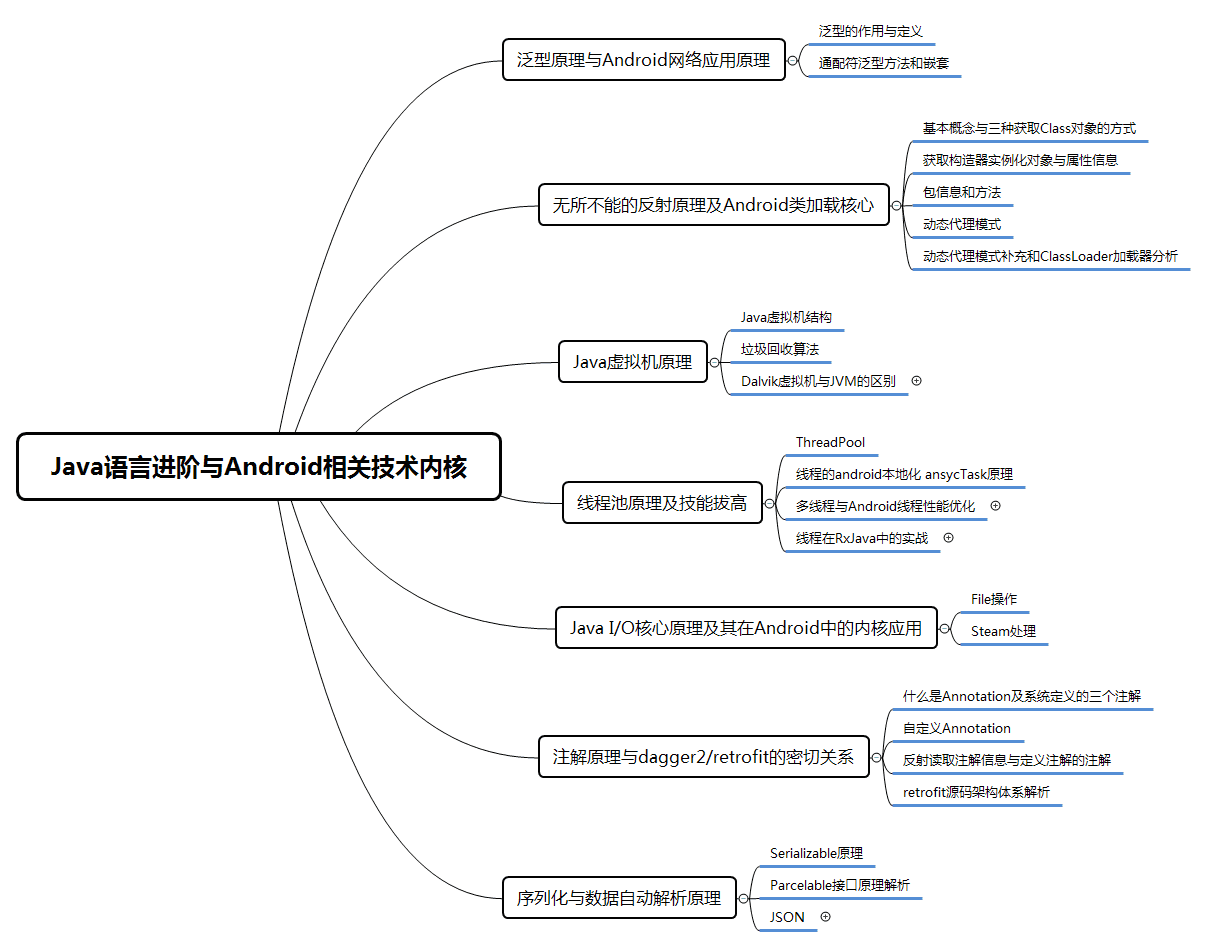 泛型的作用与定义
泛型原理与Android网络应用原理
通配符泛型方法和嵌套
基本概念与三种获取Class对象的方式
获取构造器实例化对象与属性信息
包信息和方法
无所不能的反射原理及Android类加载核心
动态代理模式
动态代理模式补充和ClassLoader加载器分析
Java虚拟机结构
垃圾回收算法
Java虚拟机原理
Dalvik虚拟机与JVM的区别
ThreadPool
Java语言进阶与Android相关技术内核
线程的android本地化 ansycTask原理
线程池原理及技能拔高
多线程与Android线程性能优化
线程在RxJava中的实战
File操作
Java I/O核心原理及其在Android中的内核应用
Steam处理
什么是Annotation及系统定义的三个注解
自定义Annotation
注解原理与dagger2/retrofit的密切关系
反射读取注解信息与定义注解的注解
retrofit源码架构体系解析
Serializable原理
Parcelable接口原理解析
序列化与数据自动解析原理
JSON